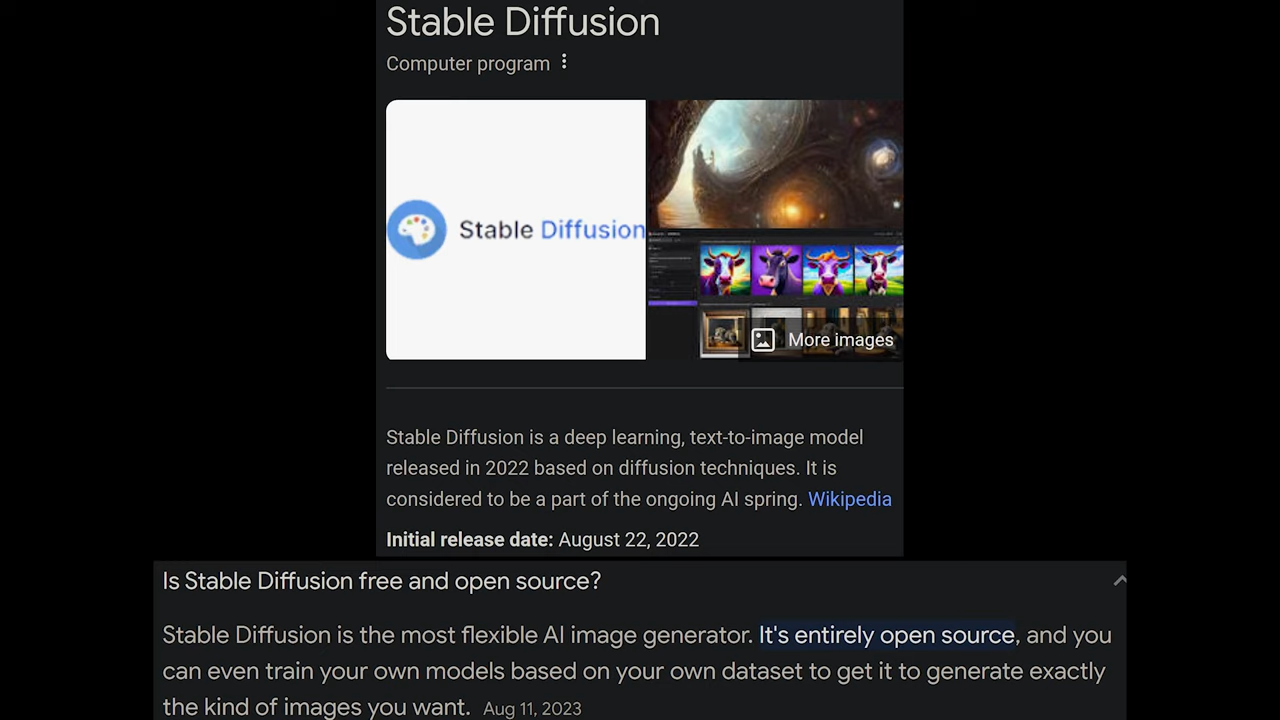 Stable Diffusion
Computer program
Stable Diffusion
More images
Stable Diffusion is a deep learning, text-to-image model
released in 2022 based on diffusion techniques. It is
considered to be a part of the ongoing AI spring. Wikipedia
Initial release date: August 22, 2022
Is Stable Diffusion free and open source?
Stable Diffusion is the most flexible AI image generator. It's entirely open source, and you
can even train your own models based on your own dataset to get it to generate exactly
the kind of images you want. Aug 11, 2023